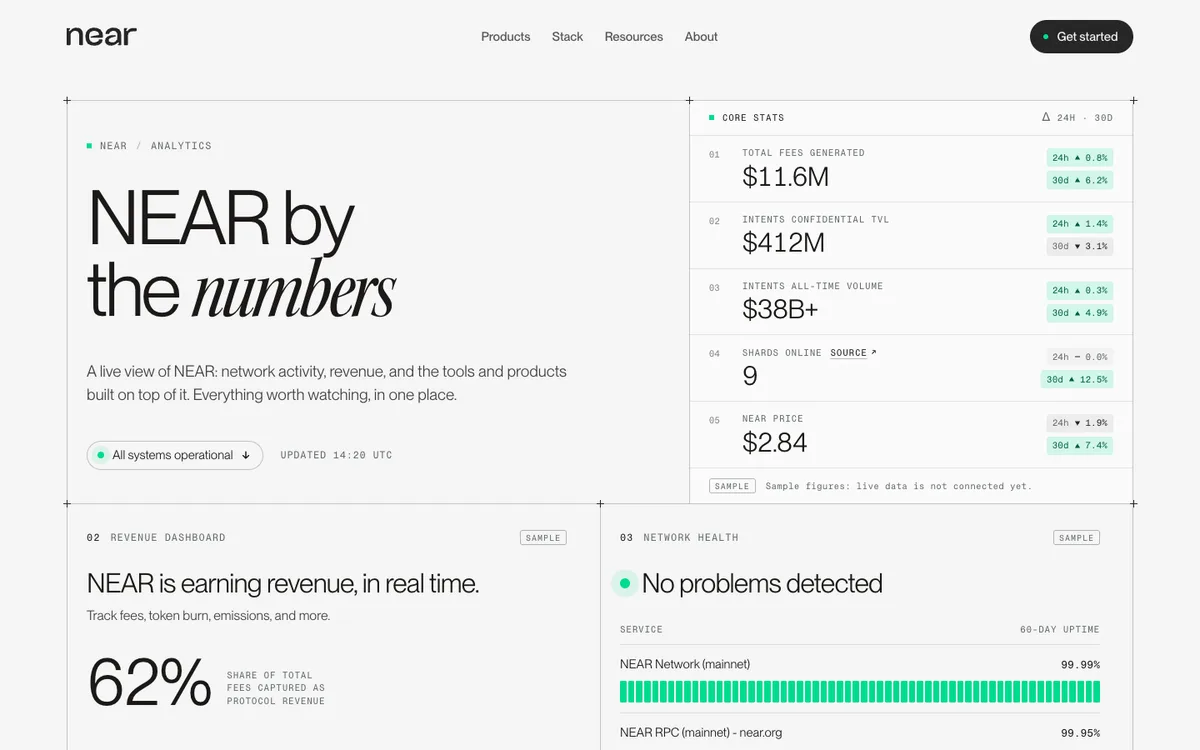 near
Products Stack Resources About
Get started
NEAR / ANALYTICS
NEAR by
the numbers
A live view of NEAR: network activity, revenue, and the tools and products
built on top of it. Everything worth watching, in one place.
All systems operational ↓
UPDATED 14:20 UTC
CORE STATS
Δ 24H · 30D
01 TOTAL FEES GENERATED
$11.6M
24h ▲ 0.8%
30d ▲ 6.2%
02 INTENTS CONFIDENTIAL TVL
$412M
24h ▲ 1.4%
30d ▼ 3.1%
03 INTENTS ALL-TIME VOLUME
$38B+
24h ▲ 0.3%
30d ▲ 4.9%
04 SHARDS ONLINE SOURCE ↗
9
24h — 0.0%
30d ▲ 12.5%
05 NEAR PRICE
$2.84
24h ▼ 1.9%
30d ▲ 7.4%
SAMPLE Sample figures: live data is not connected yet.
02 REVENUE DASHBOARD SAMPLE
NEAR is earning revenue, in real time.
Track fees, token burn, emissions, and more.
62%
SHARE OF TOTAL
FEES CAPTURED AS
PROTOCOL REVENUE
03 NETWORK HEALTH SAMPLE
No problems detected
SERVICE 60-DAY UPTIME
NEAR Network (mainnet) 99.99%
NEAR RPC (mainnet) - near.org 99.95%